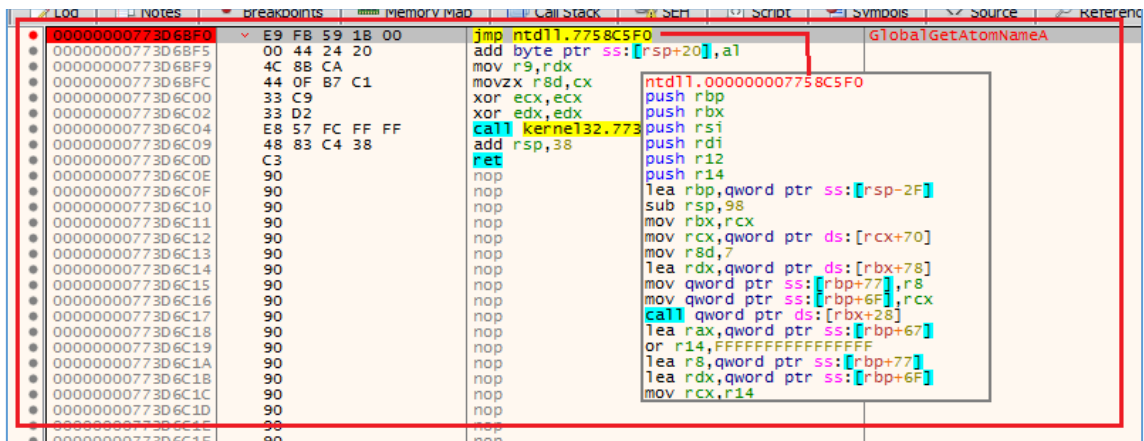 Log Notes Breakpoints Memory Map Call Stack SEH Script Symbols Source
00000000773D6BF0 E9 FB 59 1B 00 jmp ntdll.7758C5F0 GlobalGetAtomNameA
00000000773D6BF5 00 44 24 20 add byte ptr ss:[rsp+20],al
00000000773D6BF9 4C 8B CA mov r9,rdx
00000000773D6BFC 44 0F B7 C1 movzx r8d,cx
00000000773D6C00 33 C9 xor ecx,ecx
00000000773D6C02 33 D2 xor edx,edx
00000000773D6C04 E8 57 FC FF FF call kernel32.773
00000000773D6C09 48 83 C4 38 add rsp,38
00000000773D6C0D C3 ret
00000000773D6C0E 90 nop
00000000773D6C0F 90 nop
00000000773D6C10 90 nop
00000000773D6C11 90 nop
00000000773D6C12 90 nop
00000000773D6C13 90 nop
00000000773D6C14 90 nop
00000000773D6C15 90 nop
00000000773D6C16 90 nop
00000000773D6C17 90 nop
00000000773D6C18 90 nop
00000000773D6C19 90 nop
00000000773D6C1A 90 nop
00000000773D6C1B 90 nop
00000000773D6C1C 90 nop
00000000773D6C1D 90 nop
00000000773D6C1E 90 nop
00000000773D6C1F 90 nop
ntdll.000000007758C5F0
push rbp
push rbx
push rsi
push rdi
push r12
push r14
lea rbp,qword ptr ss:[rsp-2F]
sub rsp,98
mov rbx,rcx
mov rcx,qword ptr ds:[rcx+70]
mov r8d,7
lea rdx,qword ptr ds:[rbx+78]
mov qword ptr ss:[rbp+77],r8
mov qword ptr ss:[rbp+6F],rcx
call qword ptr ds:[rbx+28]
lea rax,qword ptr ss:[rbp+67]
or r14,FFFFFFFFFFFFFFFF
lea r8,qword ptr ss:[rbp+77]
lea rdx,qword ptr ss:[rbp+6F]
mov rcx,r14